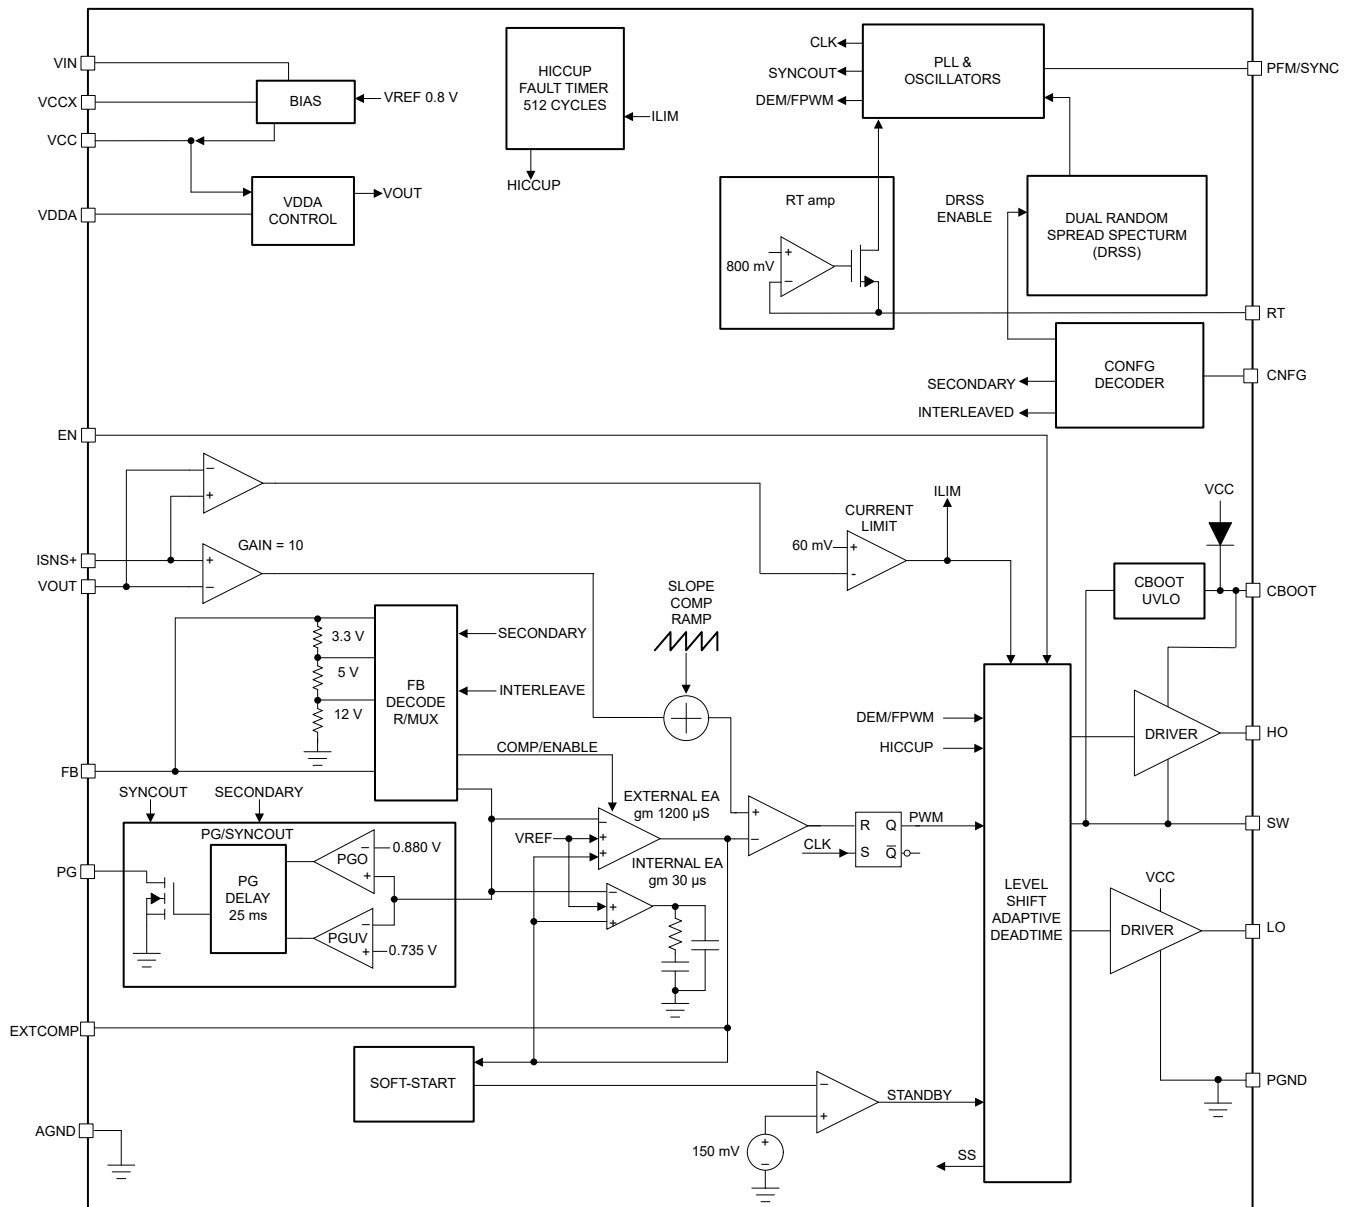 VIN
VCCX
VCC
VDDA
BIAS
VREF 0.8 V
VDDA
CONTROL
VOUT
HICCUP
FAULT TIMER
512 CYCLES
ILIM
HICCUP
CLK
SYNCOUT
DEM/FPWM
PLL &
OSCILLATORS
PFM/SYNC
RT amp
+
−
800 mV
DRSS
ENABLE
DUAL RANDOM
SPREAD SPECTURM
(DRSS)
RT
CONFG
DECODER
CNFG
SECONDARY
INTERLEAVED
EN
−
+
ISNS+
VOUT
+
−
GAIN = 10
CURRENT
LIMIT
60 mV
+
-
ILIM
VCC
CBOOT
UVLO
CBOOT
SLOPE
COMP
RAMP
3.3 V
5 V
12 V
FB
DECODE
R/MUX
SECONDARY
INTERLEAVE
COMP/ENABLE
FB
SYNCOUT
SECONDARY
PG/SYNCOUT
PG
PG
DELAY
25 ms
PGO
−
+
0.880 V
PGUV
−
+
0.735 V
EXTERNAL EA
gm 1200 µS
VREF
−
+
+
INTERNAL EA
gm 30 µs
−
+
+
+
−
CLK
R
Q
S
Q
PWM
DEM/FPWM
HICCUP
LEVEL
SHIFT
ADAPTIVE
DEADTIME
DRIVER
HO
SW
VCC
DRIVER
LO
PGND
EXTCOMP
SOFT-START
−
+
STANDBY
150 mV
+
−
SS
AGND